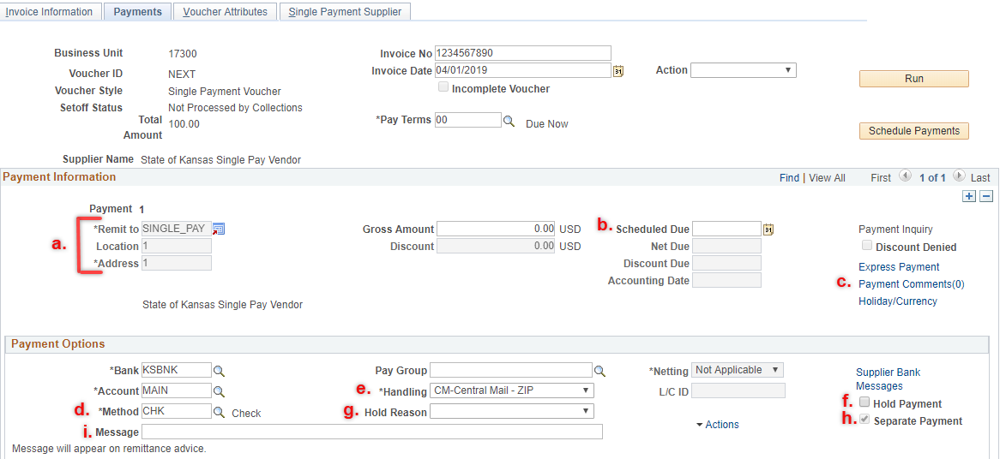 Invoice Information Payments Voucher Attributes Single Payment Supplier
Business Unit 17300 Invoice No 1234567890
Voucher ID NEXT Invoice Date 04/01/2019 31 Action
Voucher Style Single Payment Voucher Incomplete Voucher Run
Setoff Status Not Processed by Collections
Total Amount 100.00 *Pay Terms 00 Due Now Schedule Payments
Supplier Name State of Kansas Single Pay Vendor
Payment Information Find | View All First 1 of 1 Last
Payment 1
a. *Remit to SINGLE_PAY Gross Amount 0.00 USD b. Scheduled Due 31 Payment Inquiry
Location 1 Discount 0.00 USD Net Due Discount Denied
*Address 1 Discount Due Express Payment
Accounting Date c. Payment Comments(0)
State of Kansas Single Pay Vendor Holiday/Currency
Payment Options
*Bank KSBNK Pay Group *Netting Not Applicable Supplier Bank
*Account MAIN e. *Handling CM-Central Mail - ZIP L/C ID Messages
d. *Method CHK Check g. Hold Reason f. Hold Payment
i. Message Actions h. Separate Payment
Message will appear on remittance advice.